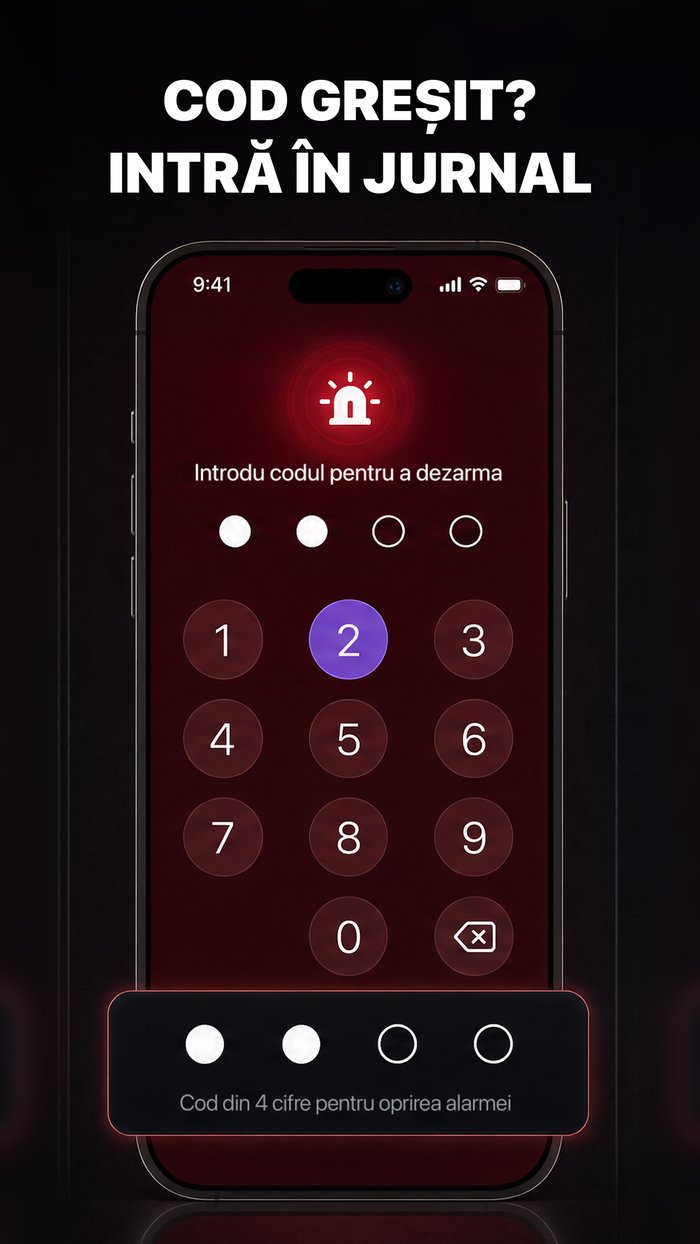 COD GREȘIT?
INTRĂ ÎN JURNAL
9:41
Introdu codul pentru a dezarma
1 2 3
4 5 6
7 8 9
0
Cod din 4 cifre pentru oprirea alarmei